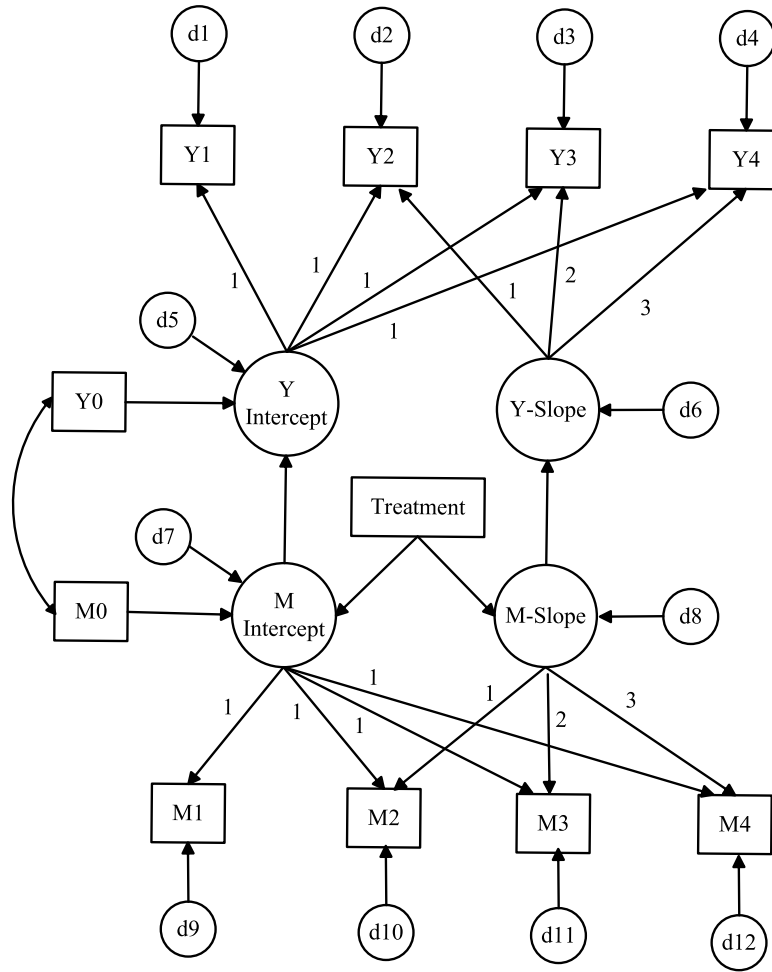 d1
d2
d3
d4
Y1
Y2
Y3
Y4
1
1
1
1
1
2
3
d5
Y0
Y
Intercept
Y-Slope
d6
Treatment
d7
M0
M
Intercept
M-Slope
d8
1
1
1
1
1
2
3
M1
M2
M3
M4
d9
d10
d11
d12